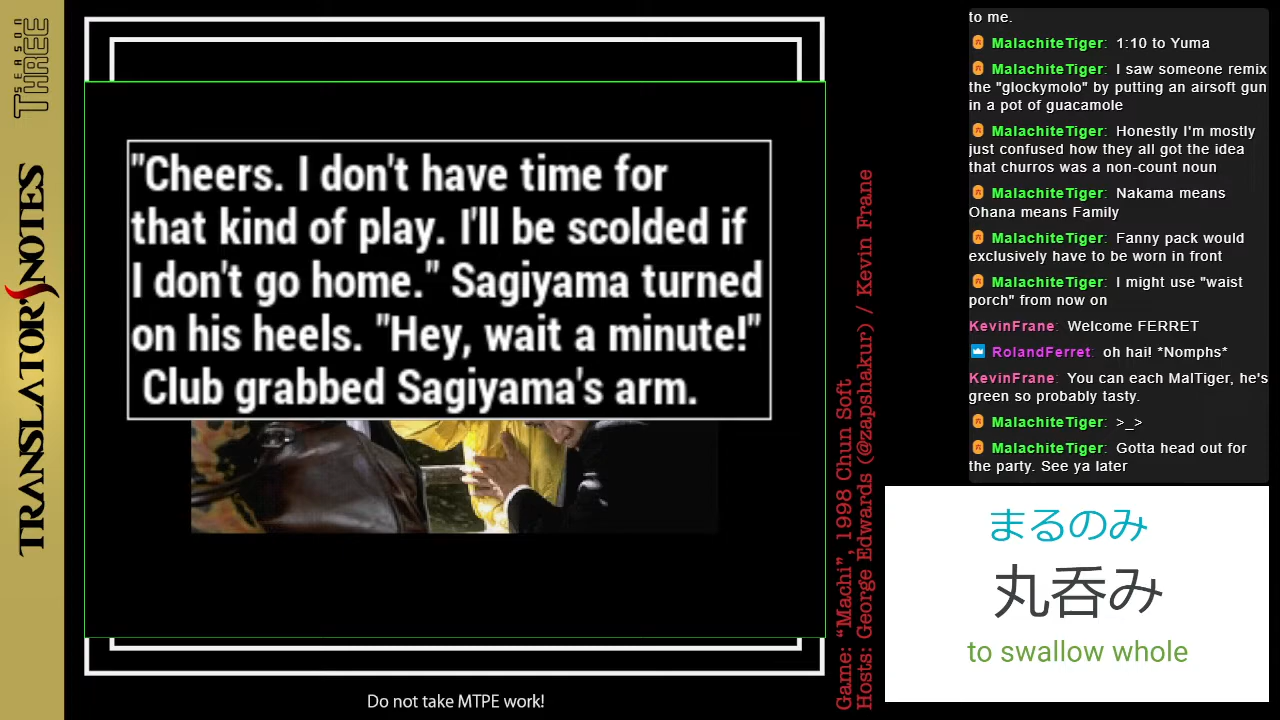 SEASON
THREE
TRANSLATOR'S NOTES
"Cheers. I don't have time for
that kind of play. I'll be scolded if
I on't go home." Sagiyama turned
on his heels. "Hey, wait a minute!"
Cub grabbed Sagiyama's arm.
Do not take MTPE work!
Game: "Machi", 1998 Chun Soft
Hosts: George Edwards (@zapshakur) / Kevin Frane
to me.
MalachiteTiger: 1:10 to Yuma
MalachiteTiger: I saw someone remix
the "glockymolo" by putting an airsoft gun
in a pot of guacamole
MalachiteTiger: Honestly I'm mostly
just confused how they all got the idea
that churros was a non-count noun
MalachiteTiger: Nakama means
Ohana means Family
MalachiteTiger: Fanny pack would
exclusively have to be worn in front
MalachiteTiger: I might use "waist
porch" from now on
KevinFrane: Welcome FERRET
RolandFerret: oh hai! *Nomphs*
KevinFrane: You can munch MalTiger, he's
green so probably tasty.
MalachiteTiger: >_>
MalachiteTiger: Gotta head out for
the party. See ya later
まるのみ
丸呑み
to swallow whole